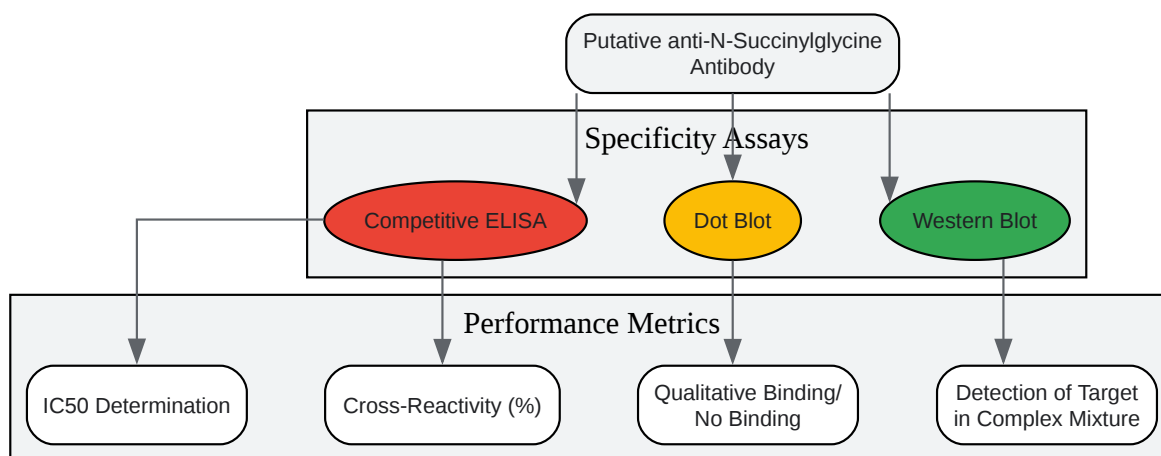 Putative anti-N-Succinylglycine
Antibody
Specificity Assays
Competitive ELISA
Dot Blot
Western Blot
Performance Metrics
IC50 Determination
Cross-Reactivity (%)
Qualitative Binding/
No Binding
Detection of Target
in Complex Mixture